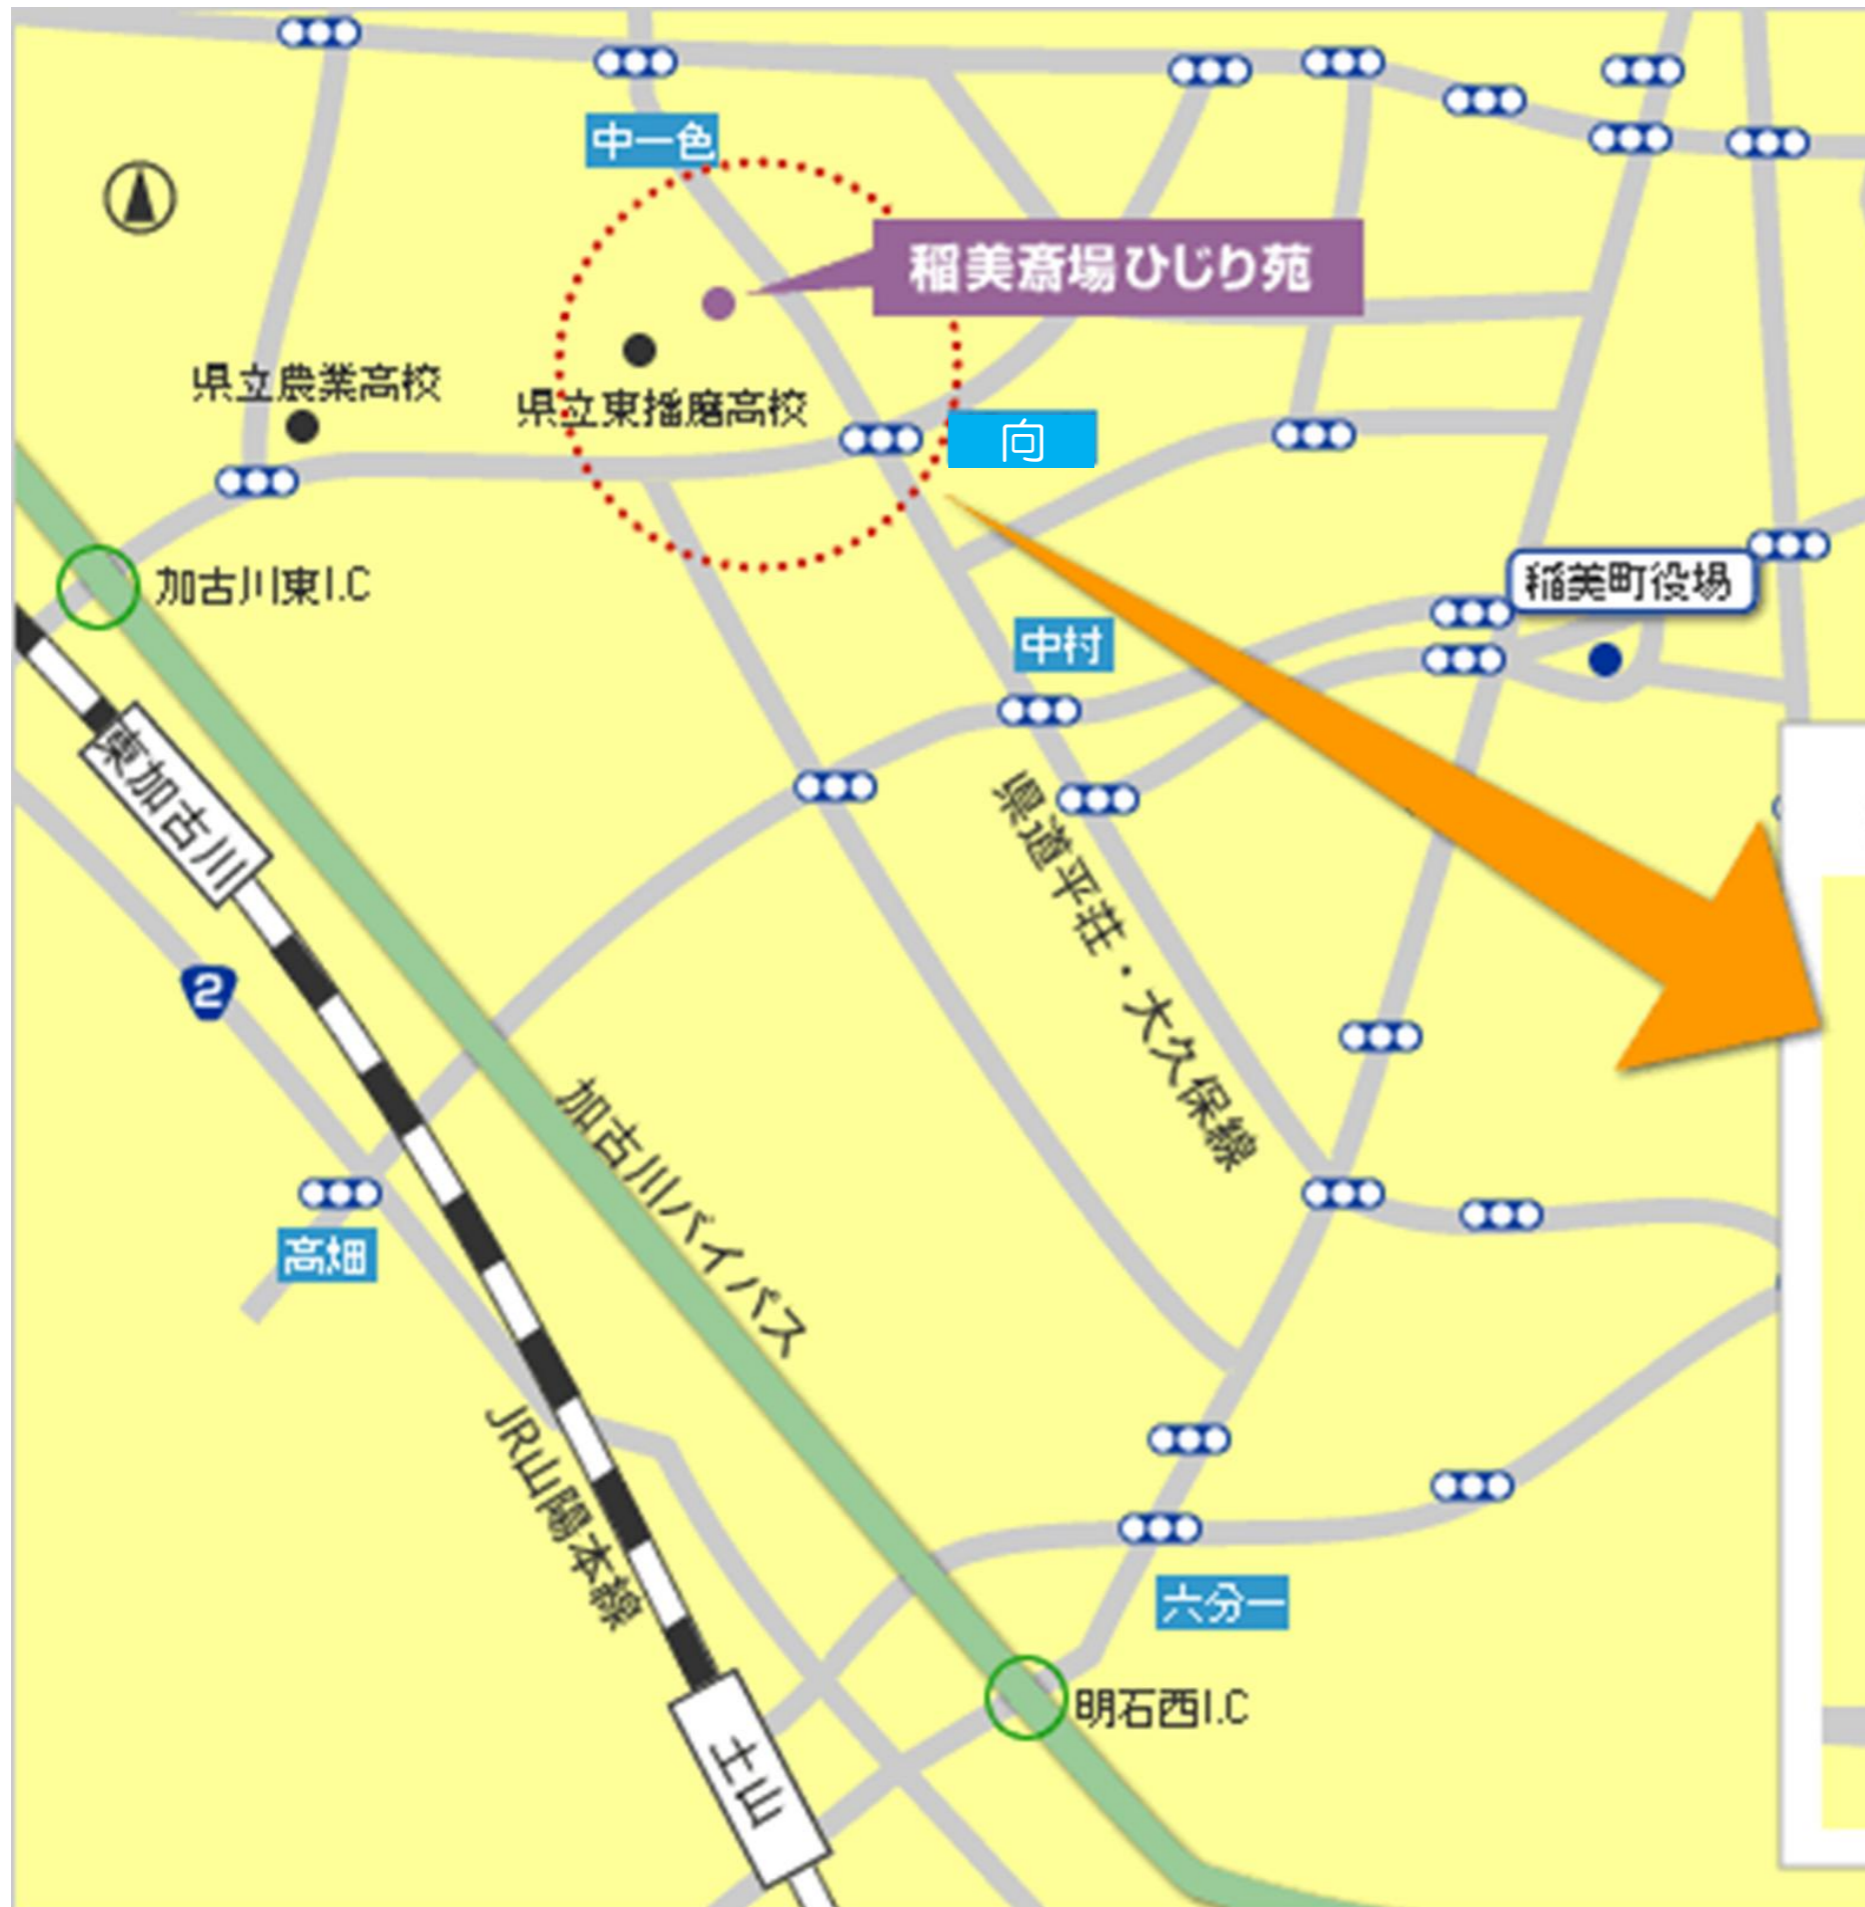 中一色
稲美斎場ひじり苑
県立農業高校
県立東播磨高校
向
加古川東I.C
稲美町役場
中村
東加古川
県道平荘・大久保線
2
加古川バイパス
高畑
JR山陽本線
六分一
明石西I.C
土山